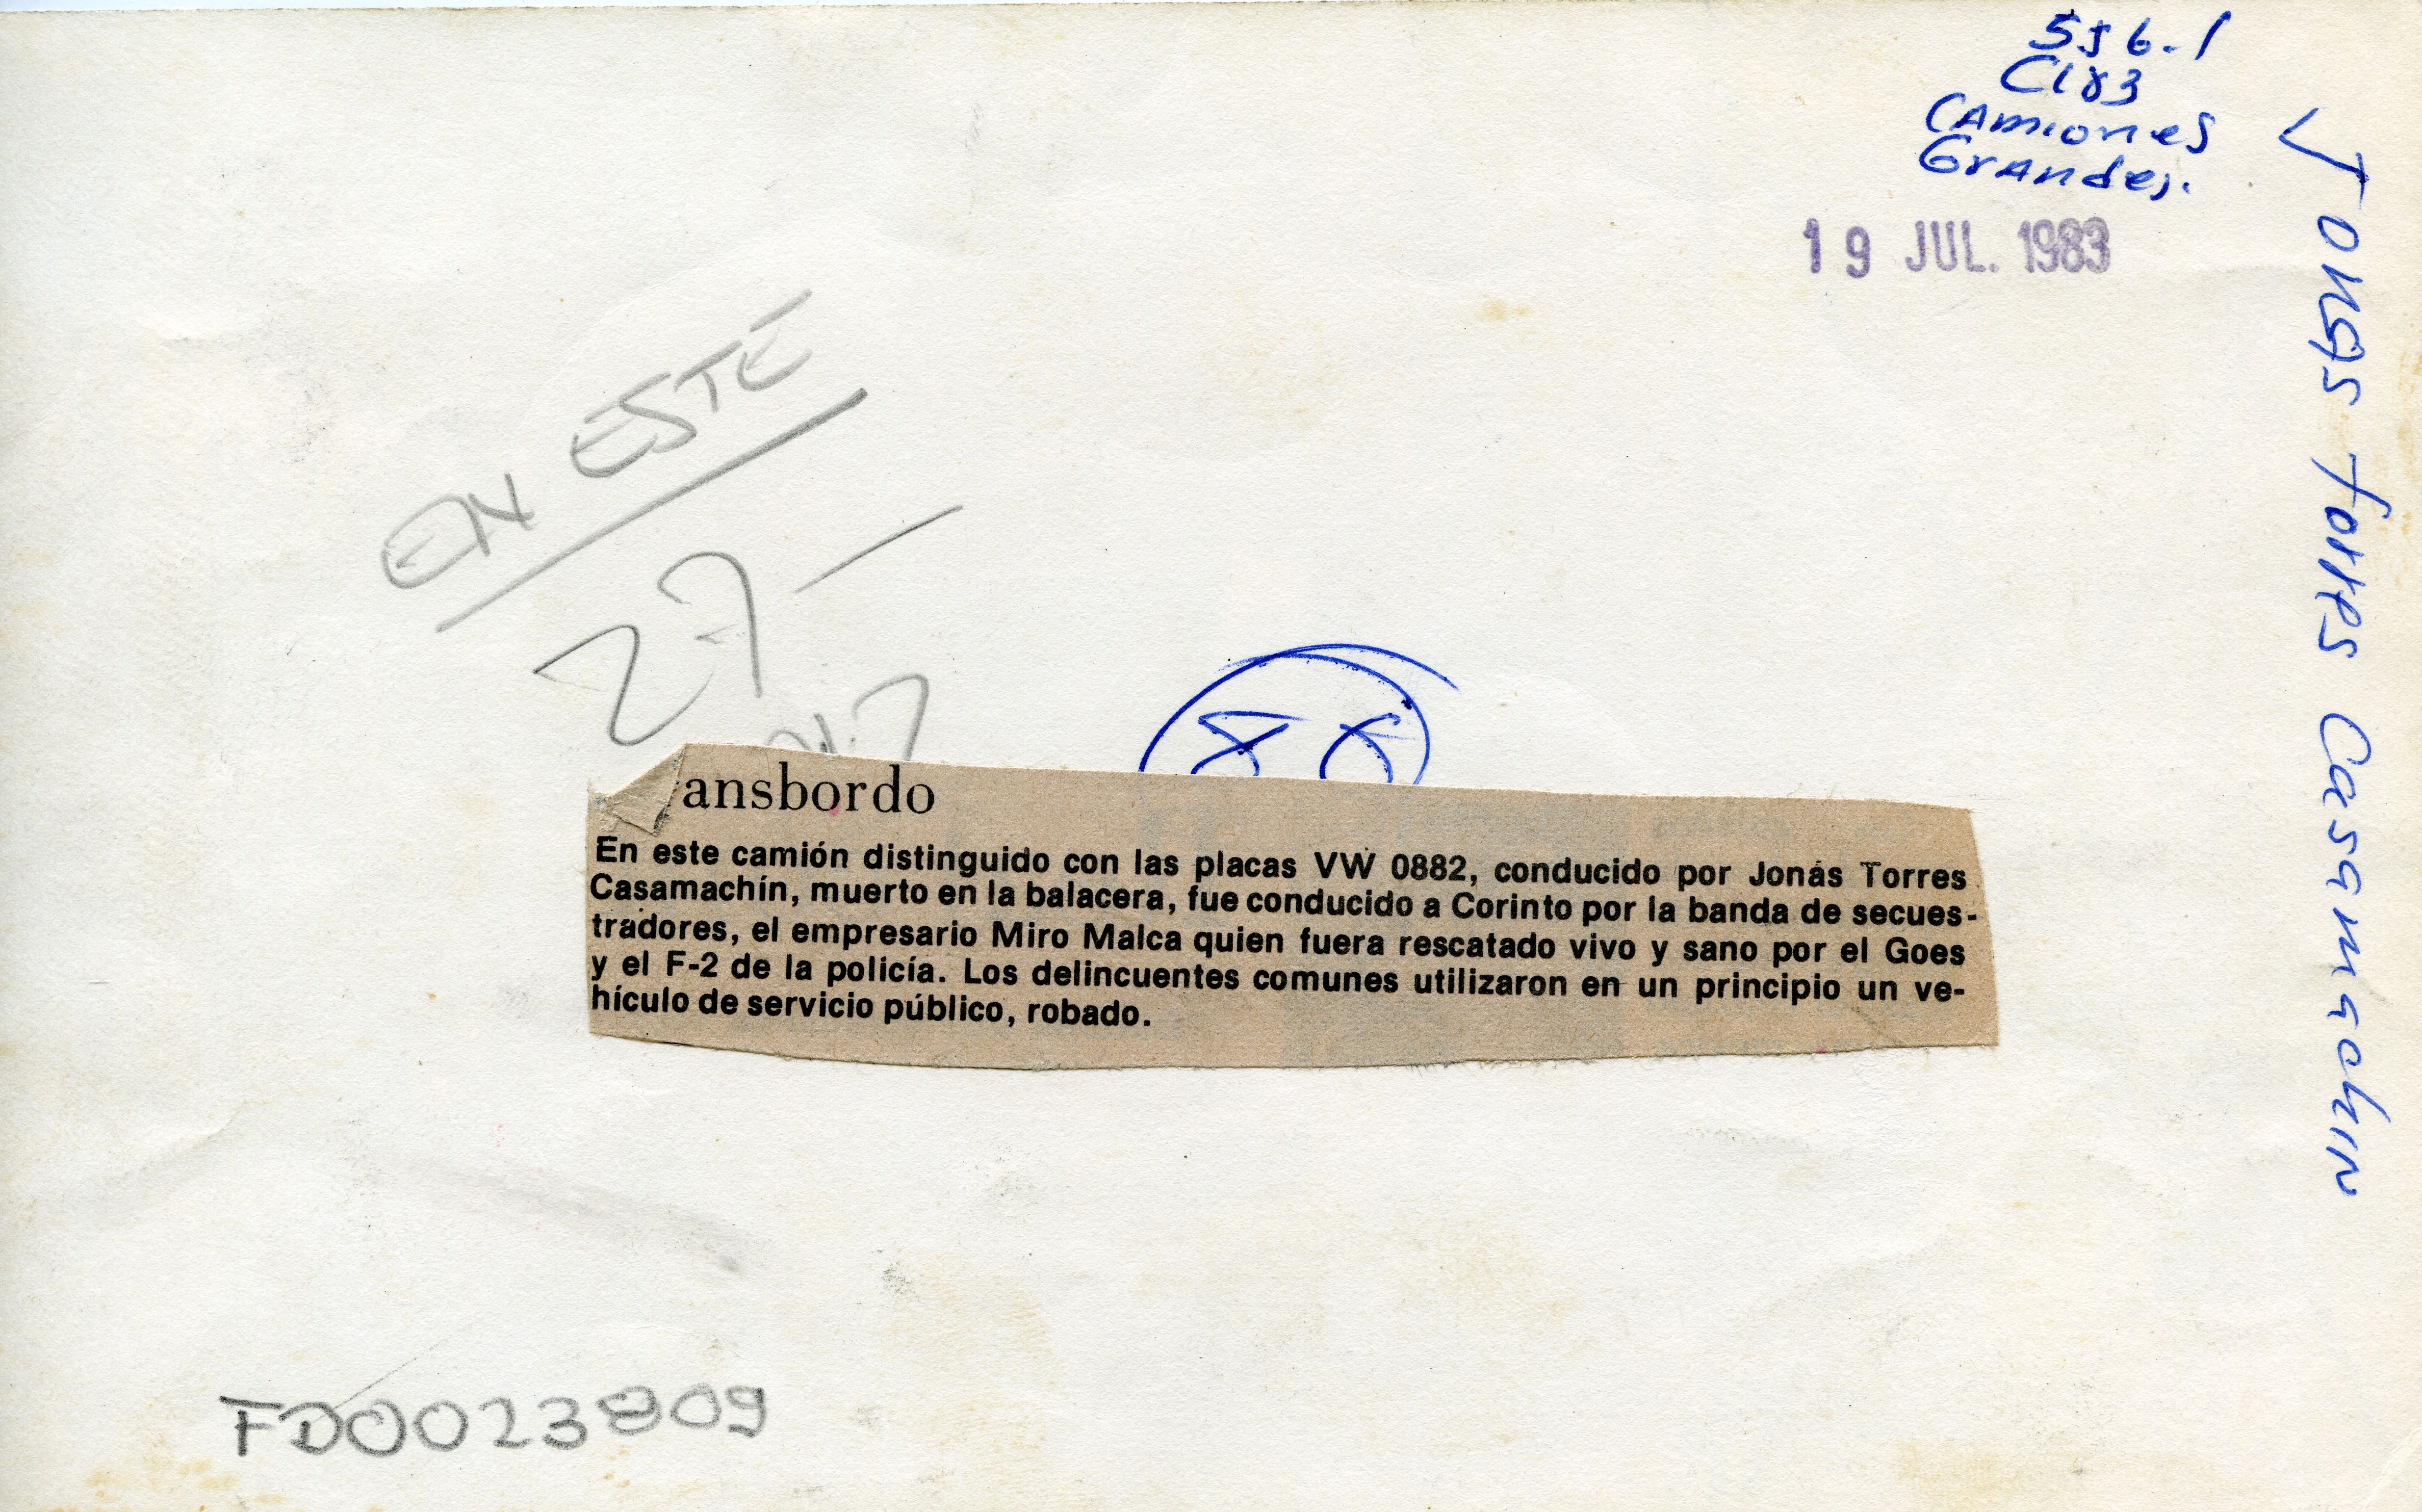 556.1
C183
Camiones
Grandes.
19 JUL. 1983
Jonas torres Casamachin
EN ESTE
27-
88
ansbordo
En este camión distinguido con las placas VW 0882, conducido por Jonás Torres
Casamachín, muerto en la balacera, fue conducido a Corinto por la banda de secues-
tradores, el empresario Miro Malca quien fuera rescatado vivo y sano por el Goes
y el F-2 de la policía. Los delincuentes comunes utilizaron en un principio un ve-
hículo de servicio público, robado.
FD0023809